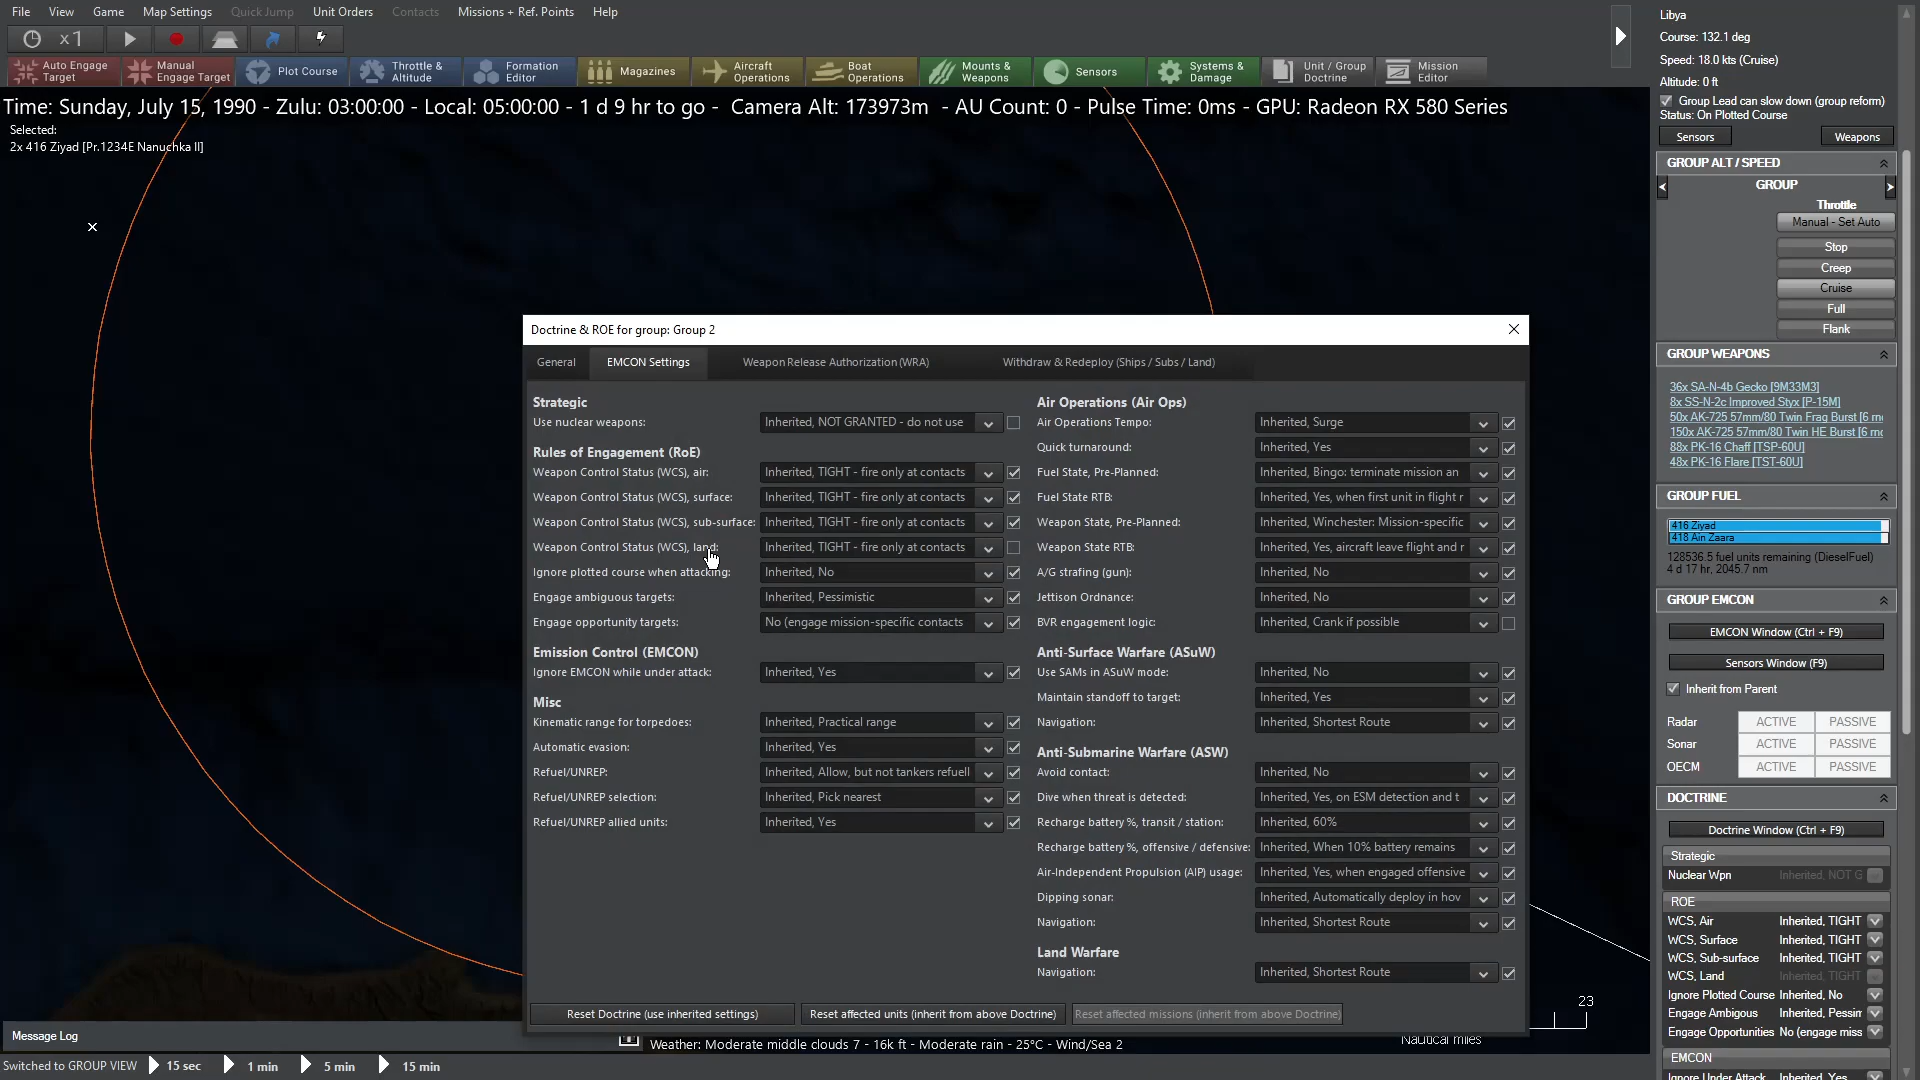 File View Game Map Settings Quick Jump Unit Orders Contacts Missions + Ref. Points Help
x1
Auto Engage Target
Manual Engage Target
Plot Course
Throttle & Altitude
Formation Editor
Magazines
Aircraft Operations
Boat Operations
Mounts & Weapons
Sensors
Systems & Damage
Unit / Group Doctrine
Mission Editor
Time: Sunday, July 15, 1990 - Zulu: 03:00:00 - Local: 05:00:00 - 1 d 9 hr to go - Camera Alt: 173973m - AU Count: 0 - Pulse Time: 0ms - GPU: Radeon RX 580 Series
Selected:
2x 416 Ziyad [Pr.1234E Nanuchka II]
Doctrine & ROE for group: Group 2
General EMCON Settings Weapon Release Authorization (WRA) Withdraw & Redeploy (Ships / Subs / Land)
Strategic
Use nuclear weapons: Inherited, NOT GRANTED - do not use
Rules of Engagement (RoE)
Weapon Control Status (WCS), air: Inherited, TIGHT - fire only at contacts
Weapon Control Status (WCS), surface: Inherited, TIGHT - fire only at contacts
Weapon Control Status (WCS), sub-surface: Inherited, TIGHT - fire only at contacts
Weapon Control Status (WCS), land: Inherited, TIGHT - fire only at contacts
Ignore plotted course when attacking: Inherited, No
Engage ambiguous targets: Inherited, Pessimistic
Engage opportunity targets: No (engage mission-specific contacts
Emission Control (EMCON)
Ignore EMCON while under attack: Inherited, Yes
Misc
Kinematic range for torpedoes: Inherited, Practical range
Automatic evasion: Inherited, Yes
Refuel/UNREP: Inherited, Allow, but not tankers refuell
Refuel/UNREP selection: Inherited, Pick nearest
Refuel/UNREP allied units: Inherited, Yes
Air Operations (Air Ops)
Air Operations Tempo: Inherited, Surge
Quick turnaround: Inherited, Yes
Fuel State, Pre-Planned: Inherited, Bingo: terminate mission an
Fuel State RTB: Inherited, Yes, when first unit in flight r
Weapon State, Pre-Planned: Inherited, Winchester: Mission-specific
Weapon State RTB: Inherited, Yes, aircraft leave flight and r
A/G strafing (gun): Inherited, No
Jettison Ordnance: Inherited, No
BVR engagement logic: Inherited, Crank if possible
Anti-Surface Warfare (ASuW)
Use SAMs in ASuW mode: Inherited, No
Maintain standoff to target: Inherited, Yes
Navigation: Inherited, Shortest Route
Anti-Submarine Warfare (ASW)
Avoid contact: Inherited, No
Dive when threat is detected: Inherited, Yes, on ESM detection and t
Recharge battery %, transit / station: Inherited, 60%
Recharge battery %, offensive / defensive: Inherited, When 10% battery remains
Air-Independent Propulsion (AIP) usage: Inherited, Yes, when engaged offensive
Dipping sonar: Inherited, Automatically deploy in hov
Navigation: Inherited, Shortest Route
Land Warfare
Navigation: Inherited, Shortest Route
Reset Doctrine (use inherited settings) Reset affected units (inherit from above Doctrine) Reset affected missions (inherit from above Doctrine)
23
Nautical miles
Message Log
Weather: Moderate middle clouds 7 - 16k ft - Moderate rain - 25°C - Wind/Sea 2
Switched to GROUP VIEW 15 sec 1 min 5 min 15 min
Libya
Course: 132.1 deg
Speed: 18.0 kts (Cruise)
Altitude: 0 ft
Group Lead can slow down (group reform)
Status: On Plotted Course
Sensors Weapons
GROUP ALT / SPEED
GROUP
Throttle
Manual - Set Auto
Stop
Creep
Cruise
Full
Flank
GROUP WEAPONS
36x SA-N-4b Gecko [9M33M3]
8x SS-N-2c Improved Styx [P-15M]
50x AK-725 57mm/80 Twin Frag Burst [6 mo
150x AK-725 57mm/80 Twin HE Burst [6 mo
88x PK-16 Chaff [TSP-60U]
48x PK-16 Flare [TST-60U]
GROUP FUEL
416 Ziyad
418 Ain Zaara
128536.5 fuel units remaining (DieselFuel)
4 d 17 hr, 2045.7 nm
GROUP EMCON
EMCON Window (Ctrl + F9)
Sensors Window (F9)
Inherit from Parent
Radar ACTIVE PASSIVE
Sonar ACTIVE PASSIVE
OECM ACTIVE PASSIVE
DOCTRINE
Doctrine Window (Ctrl + F9)
Strategic
Nuclear Wpn Inherited, NOT G
ROE
WCS, Air Inherited, TIGHT
WCS, Surface Inherited, TIGHT
WCS, Sub-surface Inherited, TIGHT
WCS, Land Inherited, TIGHT
Ignore Plotted Course Inherited, No
Engage Ambiguous Inherited, Pessim
Engage Opportunities No (engage miss
EMCON
Ignore Under Attack Inherited, Yes